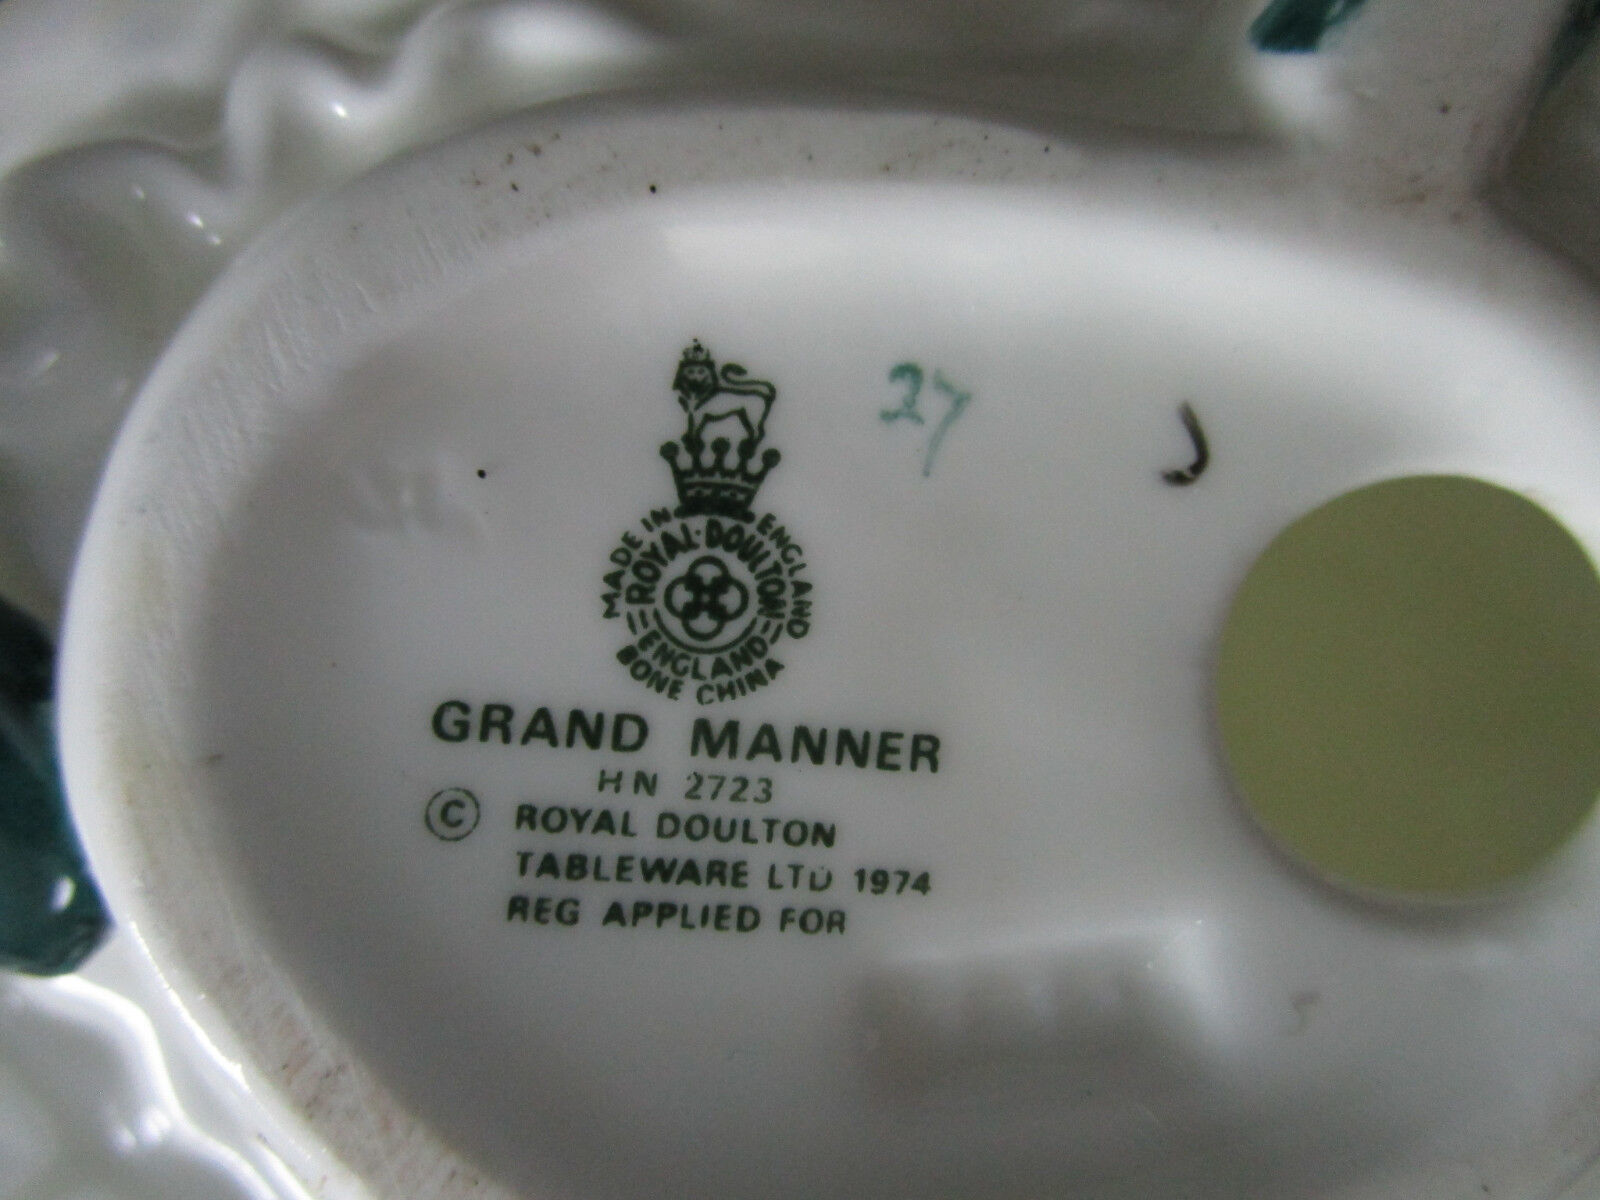 27
MADE IN ENGLAND
ROYAL·DOULTON
ENGLAND
BONE CHINA
GRAND MANNER
HN 2723
© ROYAL DOULTON
TABLEWARE LTD 1974
REG APPLIED FOR